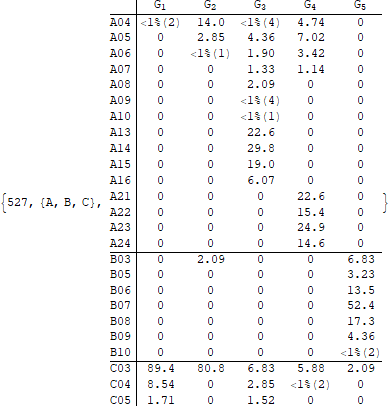 G1 G2 G3 G4 G5
A04 <1%(2) 14.0 <1%(4) 4.74 0
A05 0 2.85 4.36 7.02 0
A06 0 <1%(1) 1.90 3.42 0
A07 0 0 1.33 1.14 0
A08 0 0 2.09 0 0
A09 0 0 <1%(4) 0 0
A10 0 0 <1%(1) 0 0
A13 0 0 22.6 0 0
A14 0 0 29.8 0 0
A15 0 0 19.0 0 0
A16 0 0 6.07 0 0
{527, {A, B, C}, }
A21 0 0 0 22.6 0
A22 0 0 0 15.4 0
A23 0 0 0 24.9 0
A24 0 0 0 14.6 0
B03 0 2.09 0 0 6.83
B05 0 0 0 0 3.23
B06 0 0 0 0 13.5
B07 0 0 0 0 52.4
B08 0 0 0 0 17.3
B09 0 0 0 0 4.36
B10 0 0 0 0 <1%(2)
C03 89.4 80.8 6.83 5.88 2.09
C04 8.54 0 2.85 <1%(2) 0
C05 1.71 0 1.52 0 0